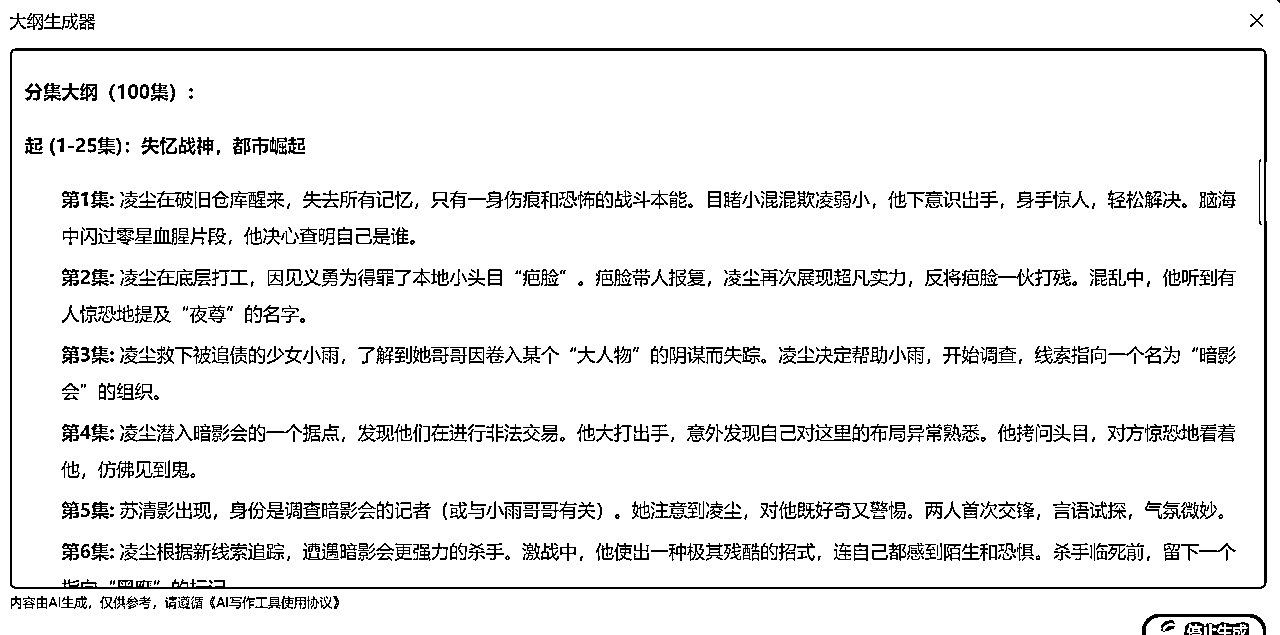 大纲生成器
分集大纲（100集）：
起 (1-25集)：失忆战神，都市崛起
第1集: 凌尘在破旧仓库醒来，失去所有记忆，只有一身伤痕和恐怖的战斗本能。目睹小混混欺凌弱小，他下意识出手，身手惊人，轻松解决。脑海
中闪过零星血腥片段，他决心查明自己是谁。
第2集: 凌尘在底层打工，因见义勇为得罪了本地小头目“疤脸”。疤脸带人报复，凌尘再次展现超凡实力，反将疤脸一伙打残。混乱中，他听到有
人惊恐地提及“夜尊”的名字。
第3集: 凌尘救下被追债的少女小雨，了解到她哥哥因卷入某个“大人物”的阴谋而失踪。凌尘决定帮助小雨，开始调查，线索指向一个名为“暗影
会”的组织。
第4集: 凌尘潜入暗影会的一个据点，发现他们在进行非法交易。他大打出手，意外发现自己对这里的布局异常熟悉。他拷问头目，对方惊恐地看着
他，仿佛见到鬼。
第5集: 苏清影出现，身份是调查暗影会的记者（或与小雨哥哥有关）。她注意到凌尘，对他既好奇又警惕。两人首次交锋，言语试探，气氛微妙。
第6集: 凌尘根据新线索追踪，遭遇暗影会更强力的杀手。激战中，他使出一种极其残酷的招式，连自己都感到陌生和恐惧。杀手临死前，留下一个
指向“黑鹰”的标记
内容由AI生成，仅供参考，请遵循《AI写作工具使用协议》
停止生成